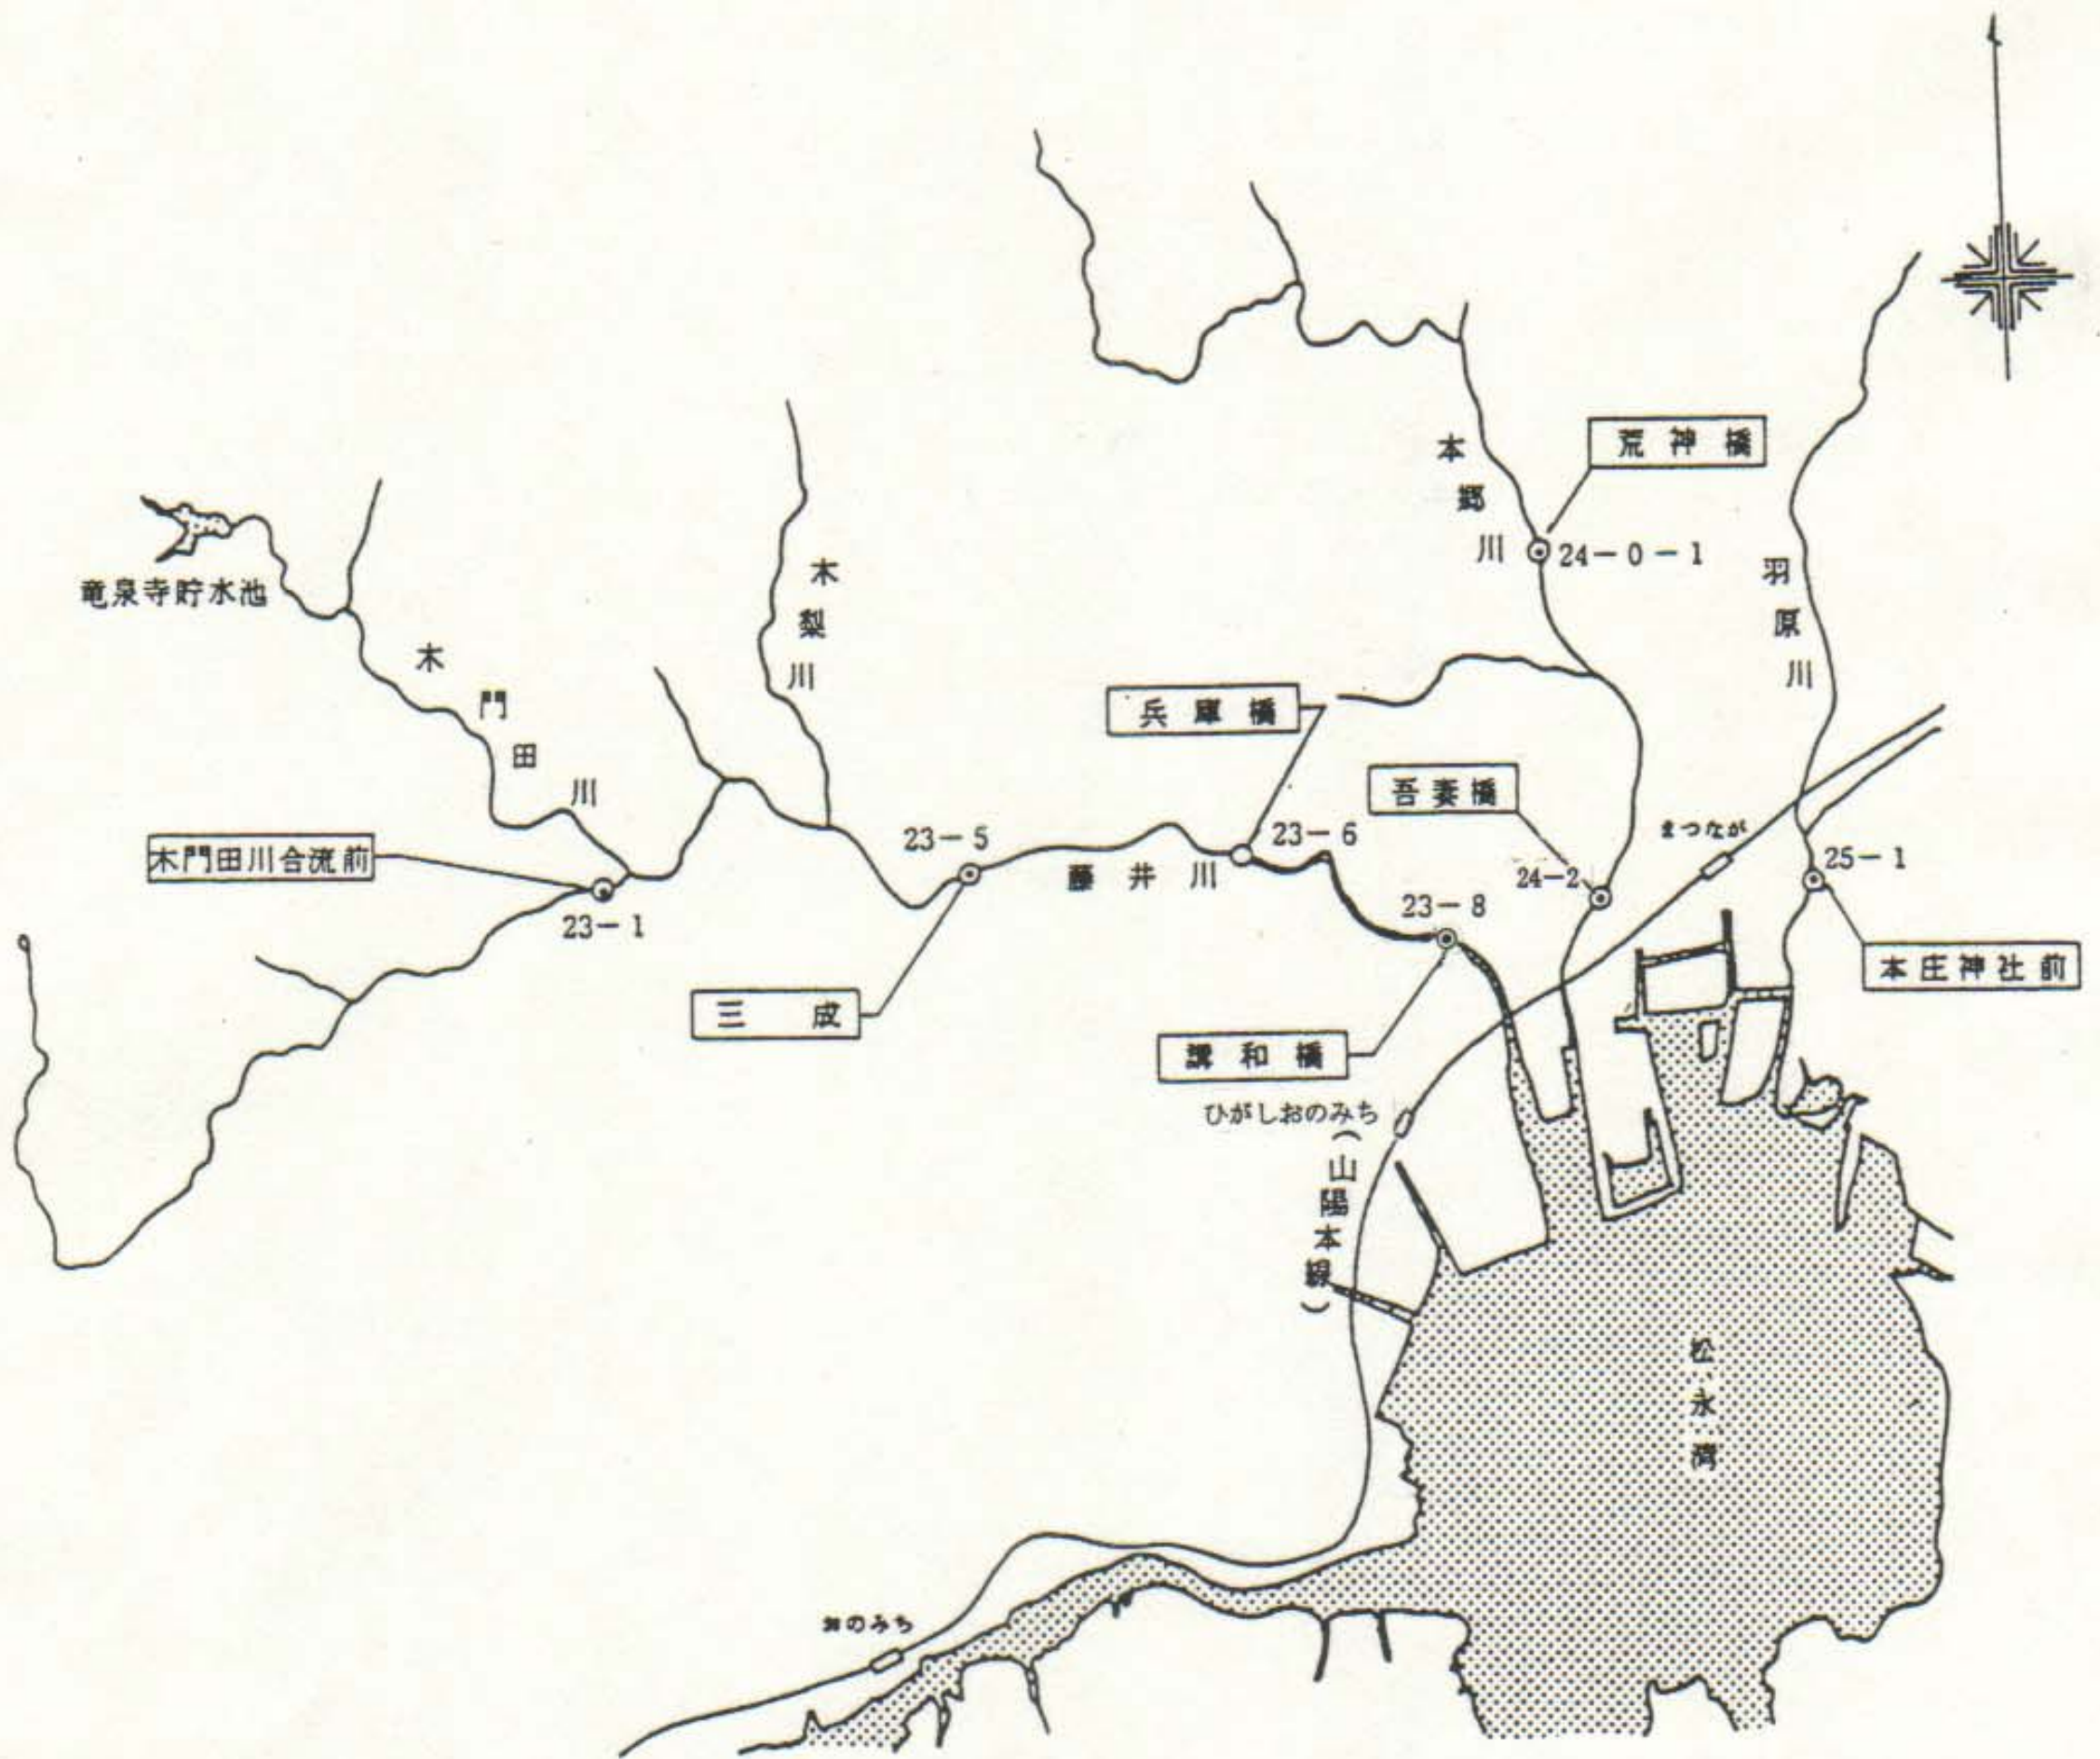 荒神橋
本郷川
24-0-1
羽原川
竜泉寺貯水池
木門田川
木梨川
兵庫橋
吾妻橋
まつなが
木門田川合流前
23-5
23-6
25-1
藤井川
24-2
23-1
23-8
本庄神社前
三成
講和橋
ひがしおのみち
(山陽本線)
松永湾
おのみち